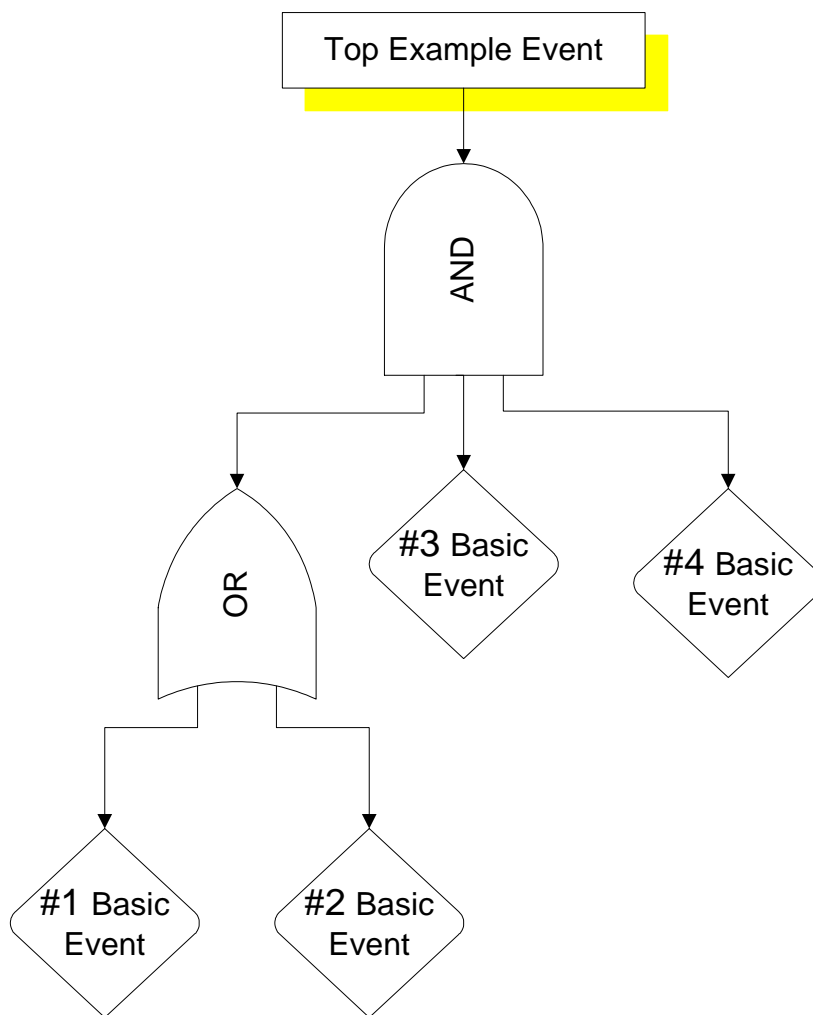 Top Example Event
AND
OR
#3 Basic
Event
#4 Basic
Event
#1 Basic
Event
#2 Basic
Event